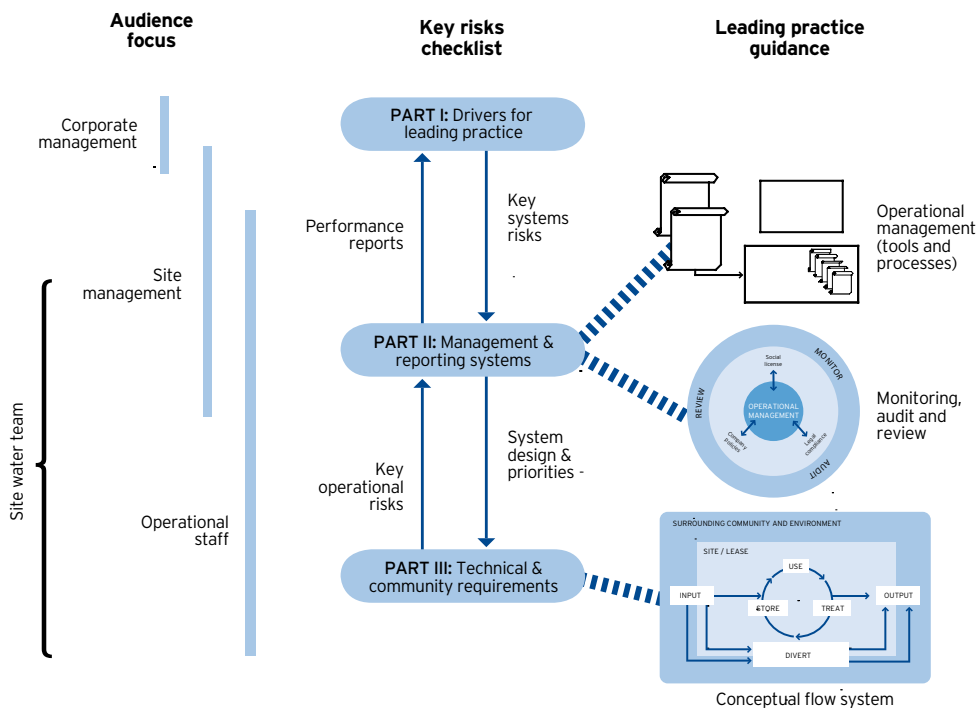 Audience
focus
Key risks
checklist
Leading practice
guidance
Corporate
management
Site
management
Operational
staff
Site water team
PART I: Drivers for
leading practice
Performance
reports
Key
systems
risks
PART II: Management &
reporting systems
Key
operational
risks
System
design &
priorities -
PART III: Technical &
community requirements
Operational
management
(tools and
processes)
MONITOR
REVIEW
AUDIT
Social
license
OPERATIONAL
MANAGEMENT
Company
policies
Legal
compliance
Monitoring,
audit and
review
SURROUNDING COMMUNITY AND ENVIRONMENT
SITE / LEASE
USE
INPUT
STORE
TREAT
OUTPUT
DIVERT
Conceptual flow system